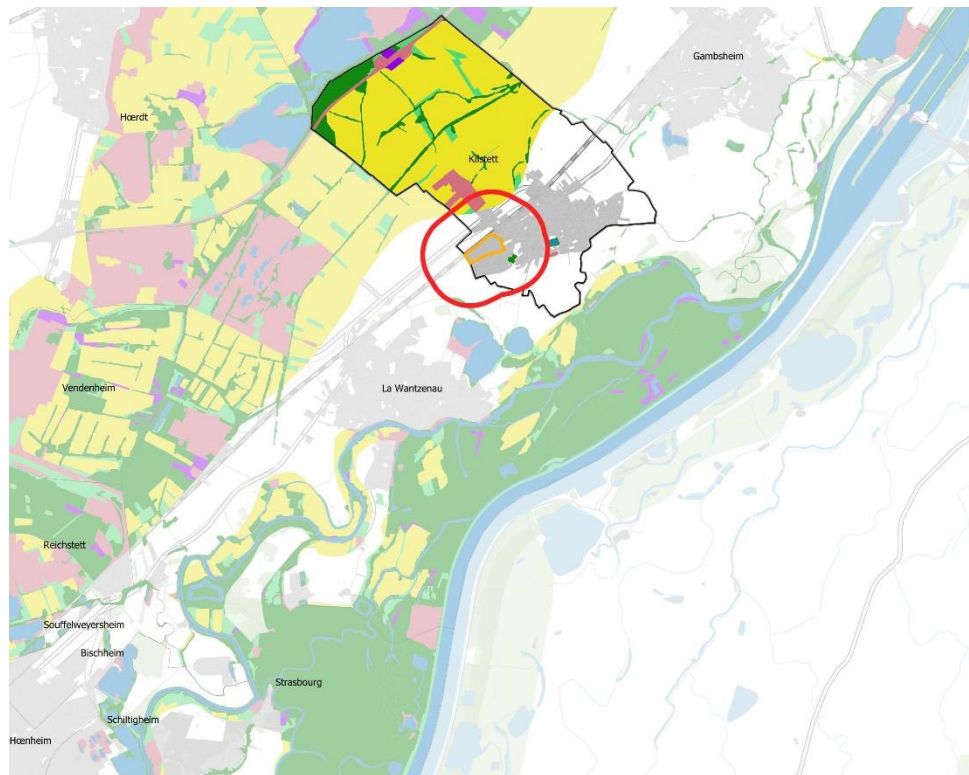 Gambsheim
Hœrdt
Kilstett
La Wantzenau
Vendenheim
Reichstett
Souffelweyersheim
Bischheim
Strasbourg
Schiltigheim
Hœnheim